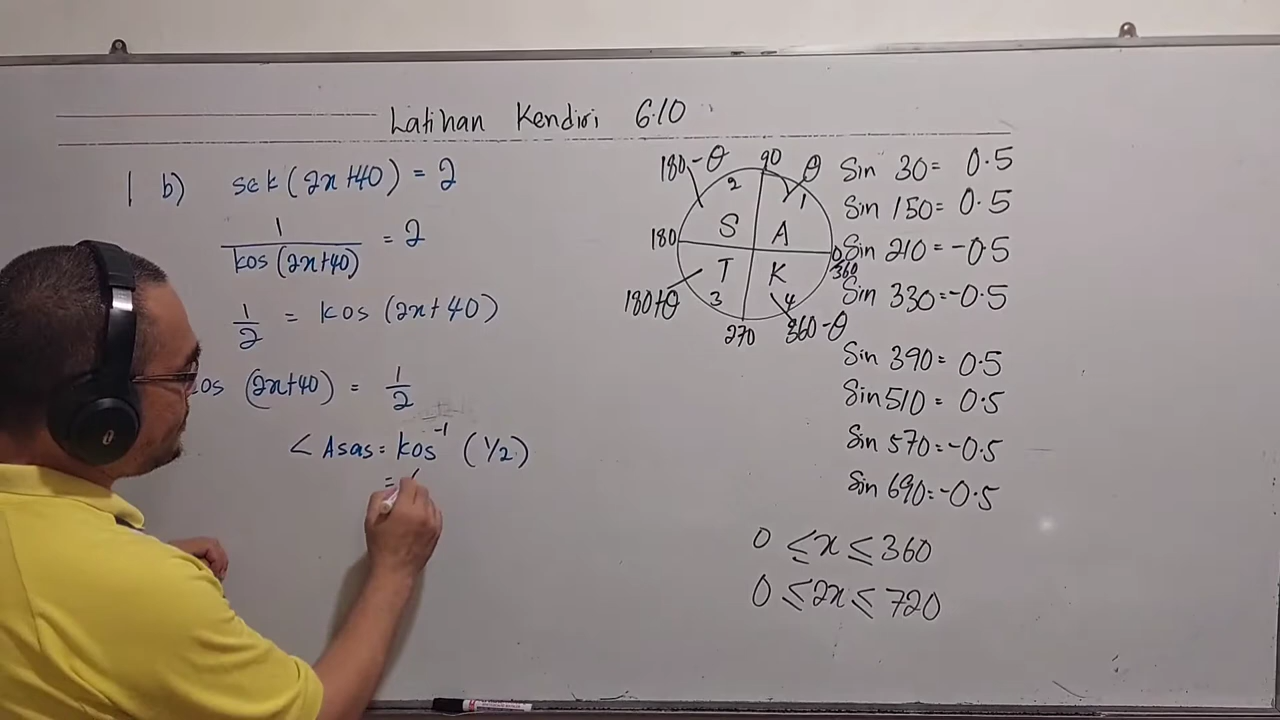 Latihan Kendiri 6.10
1 b) sek (2x+40) = 2
1
kos (2x+40) = 2
1/2 = kos (2x+40)
(2x+40) = 1/2
< Asas = kos⁻¹ (1/2)
=
180-θ 90 θ
2 1
S A
180 0
360
T K
3 4
180+θ 270 360-θ
Sin 30= 0.5
Sin 150= 0.5
Sin 210 = -0.5
Sin 330=-0.5
Sin 390= 0.5
Sin 510= 0.5
Sin 570=-0.5
Sin 690=-0.5
0 ≤ x ≤ 360
0 ≤ 2x ≤ 720